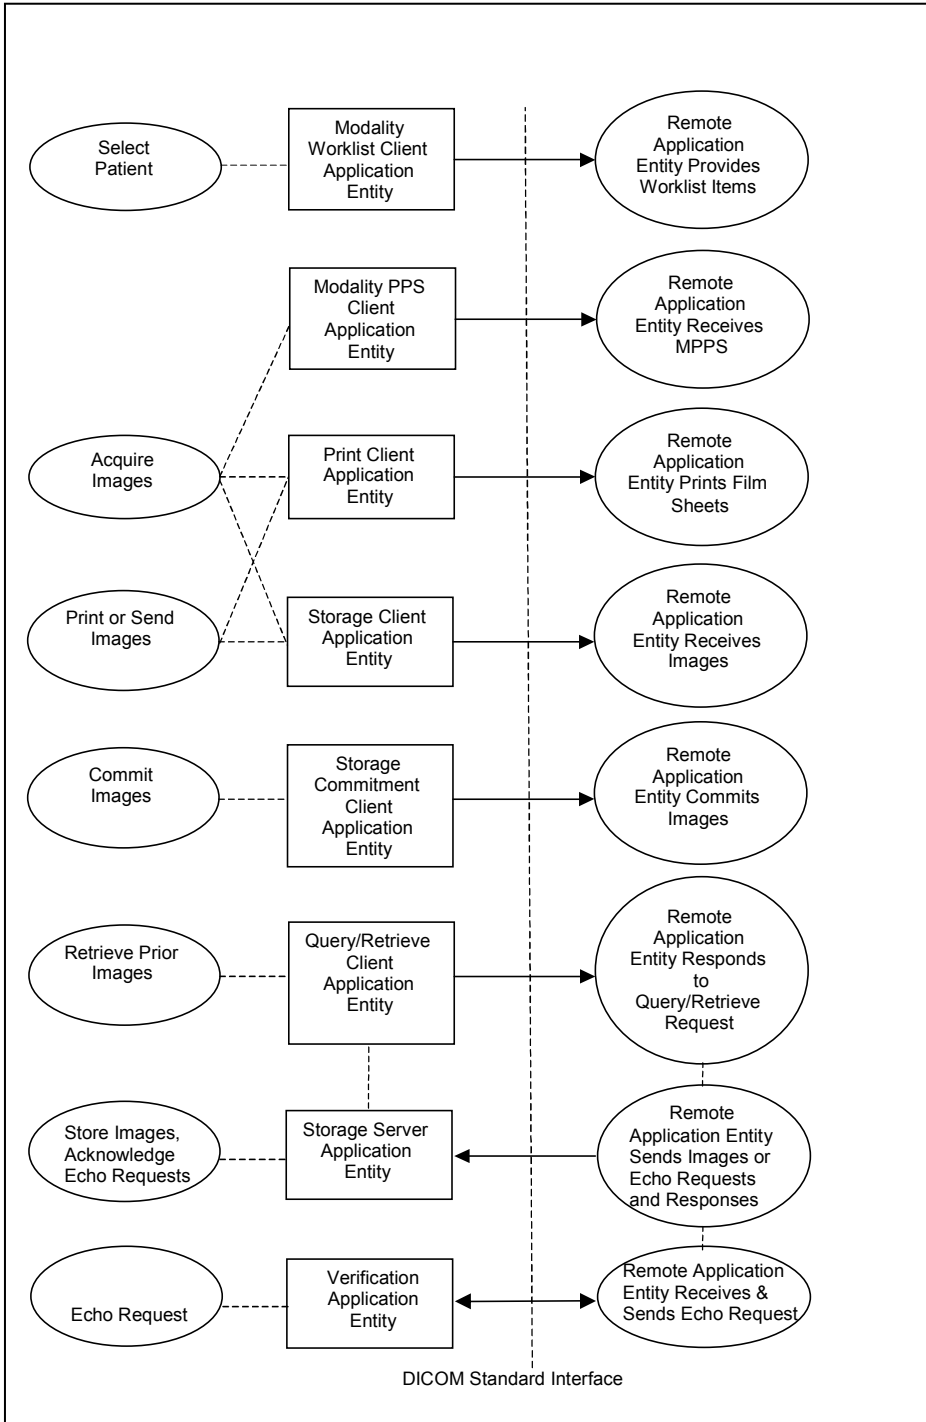 Select
Patient
Modality
Worklist Client
Application
Entity
Remote
Application
Entity Provides
Worklist Items
Modality PPS
Client
Application
Entity
Remote
Application
Entity Receives
MPPS
Acquire
Images
Print Client
Application
Entity
Remote
Application
Entity Prints Film
Sheets
Print or Send
Images
Storage Client
Application
Entity
Remote
Application
Entity Receives
Images
Commit
Images
Storage
Commitment
Client
Application
Entity
Remote
Application
Entity Commits
Images
Retrieve Prior
Images
Query/Retrieve
Client
Application
Entity
Remote
Application
Entity Responds
to
Query/Retrieve
Request
Store Images,
Acknowledge
Echo Requests
Storage Server
Application
Entity
Remote
Application Entity
Sends Images or
Echo Requests
and Responses
Echo Request
Verification
Application
Entity
Remote Application
Entity Receives &
Sends Echo Request
DICOM Standard Interface